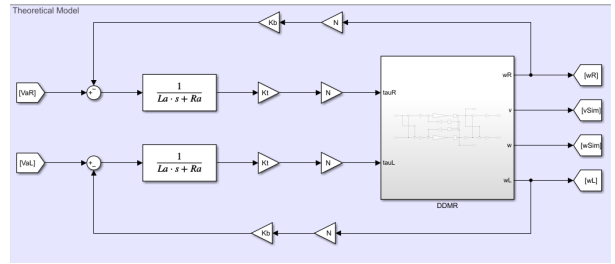 Theoretical Model
Kb
N
[VaR]
+
−
1
La · s + Ra
Kt
N
tauR
wR
[wR]
v
[vSim]
w
[wSim]
[VaL]
+
−
1
La · s + Ra
Kt
N
tauL
wL
[wL]
DDMR
Kb
N